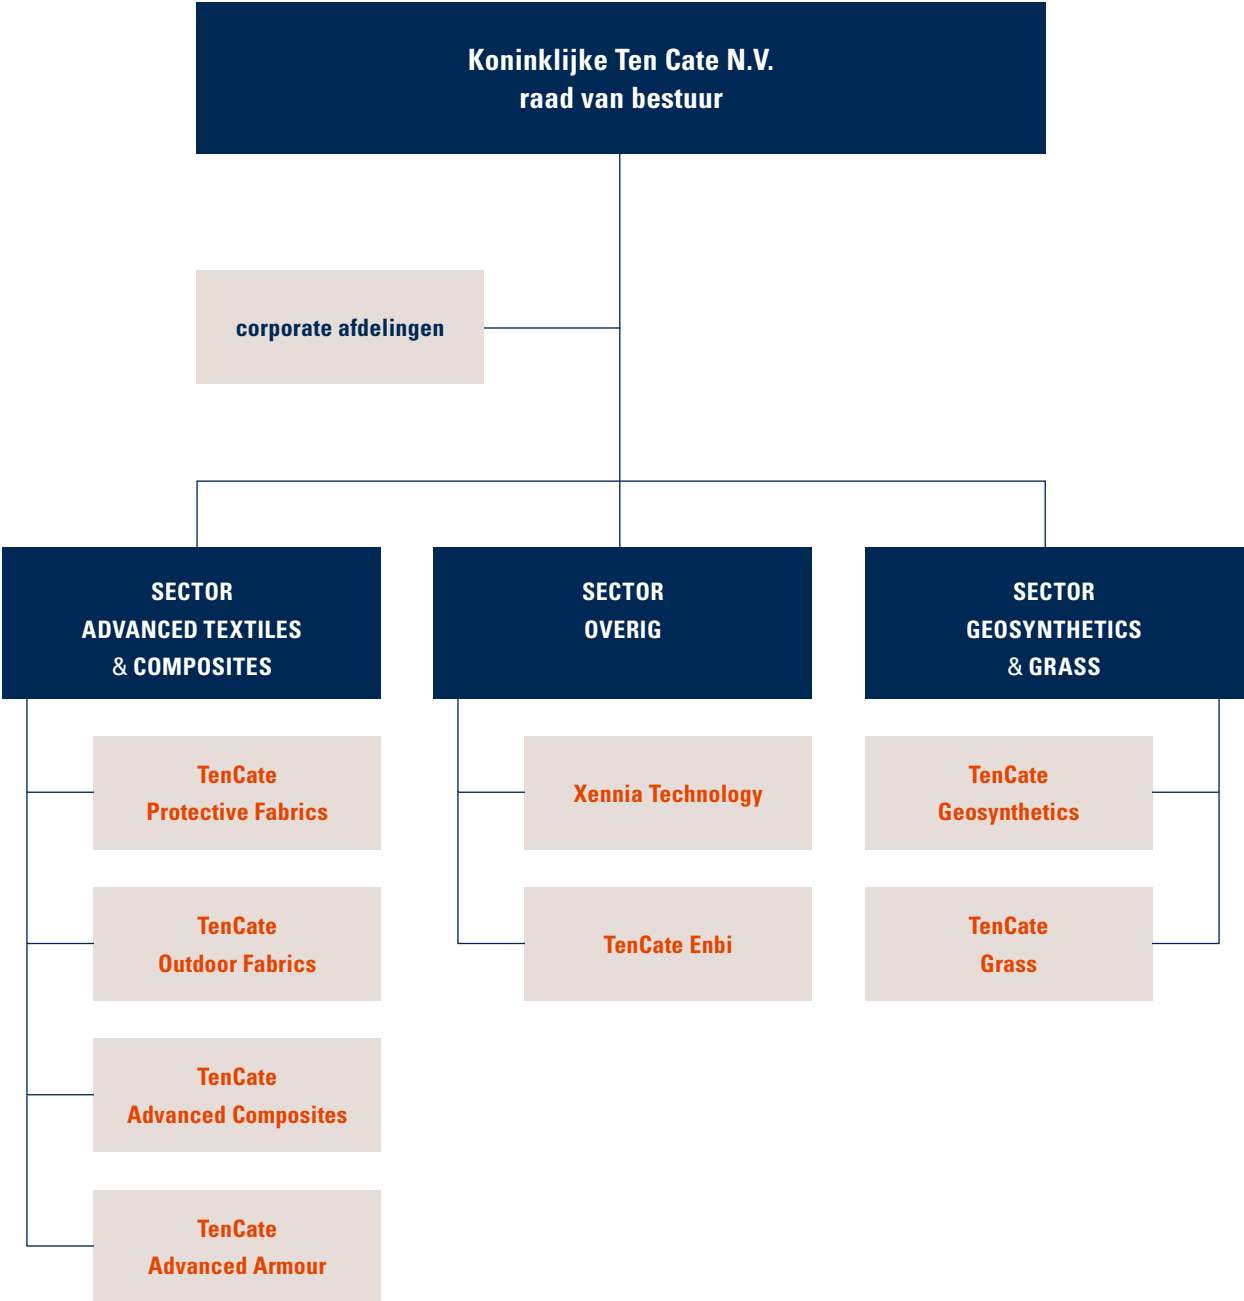 Koninklijke Ten Cate N.V.
raad van bestuur
corporate afdelingen
SECTOR
ADVANCED TEXTILES
& COMPOSITES
TenCate
Protective Fabrics
TenCate
Outdoor Fabrics
TenCate
Advanced Composites
TenCate
Advanced Armour
SECTOR
OVERIG
Xennia Technology
TenCate Enbi
SECTOR
GEOSYNTHETICS
& GRASS
TenCate
Geosynthetics
TenCate
Grass